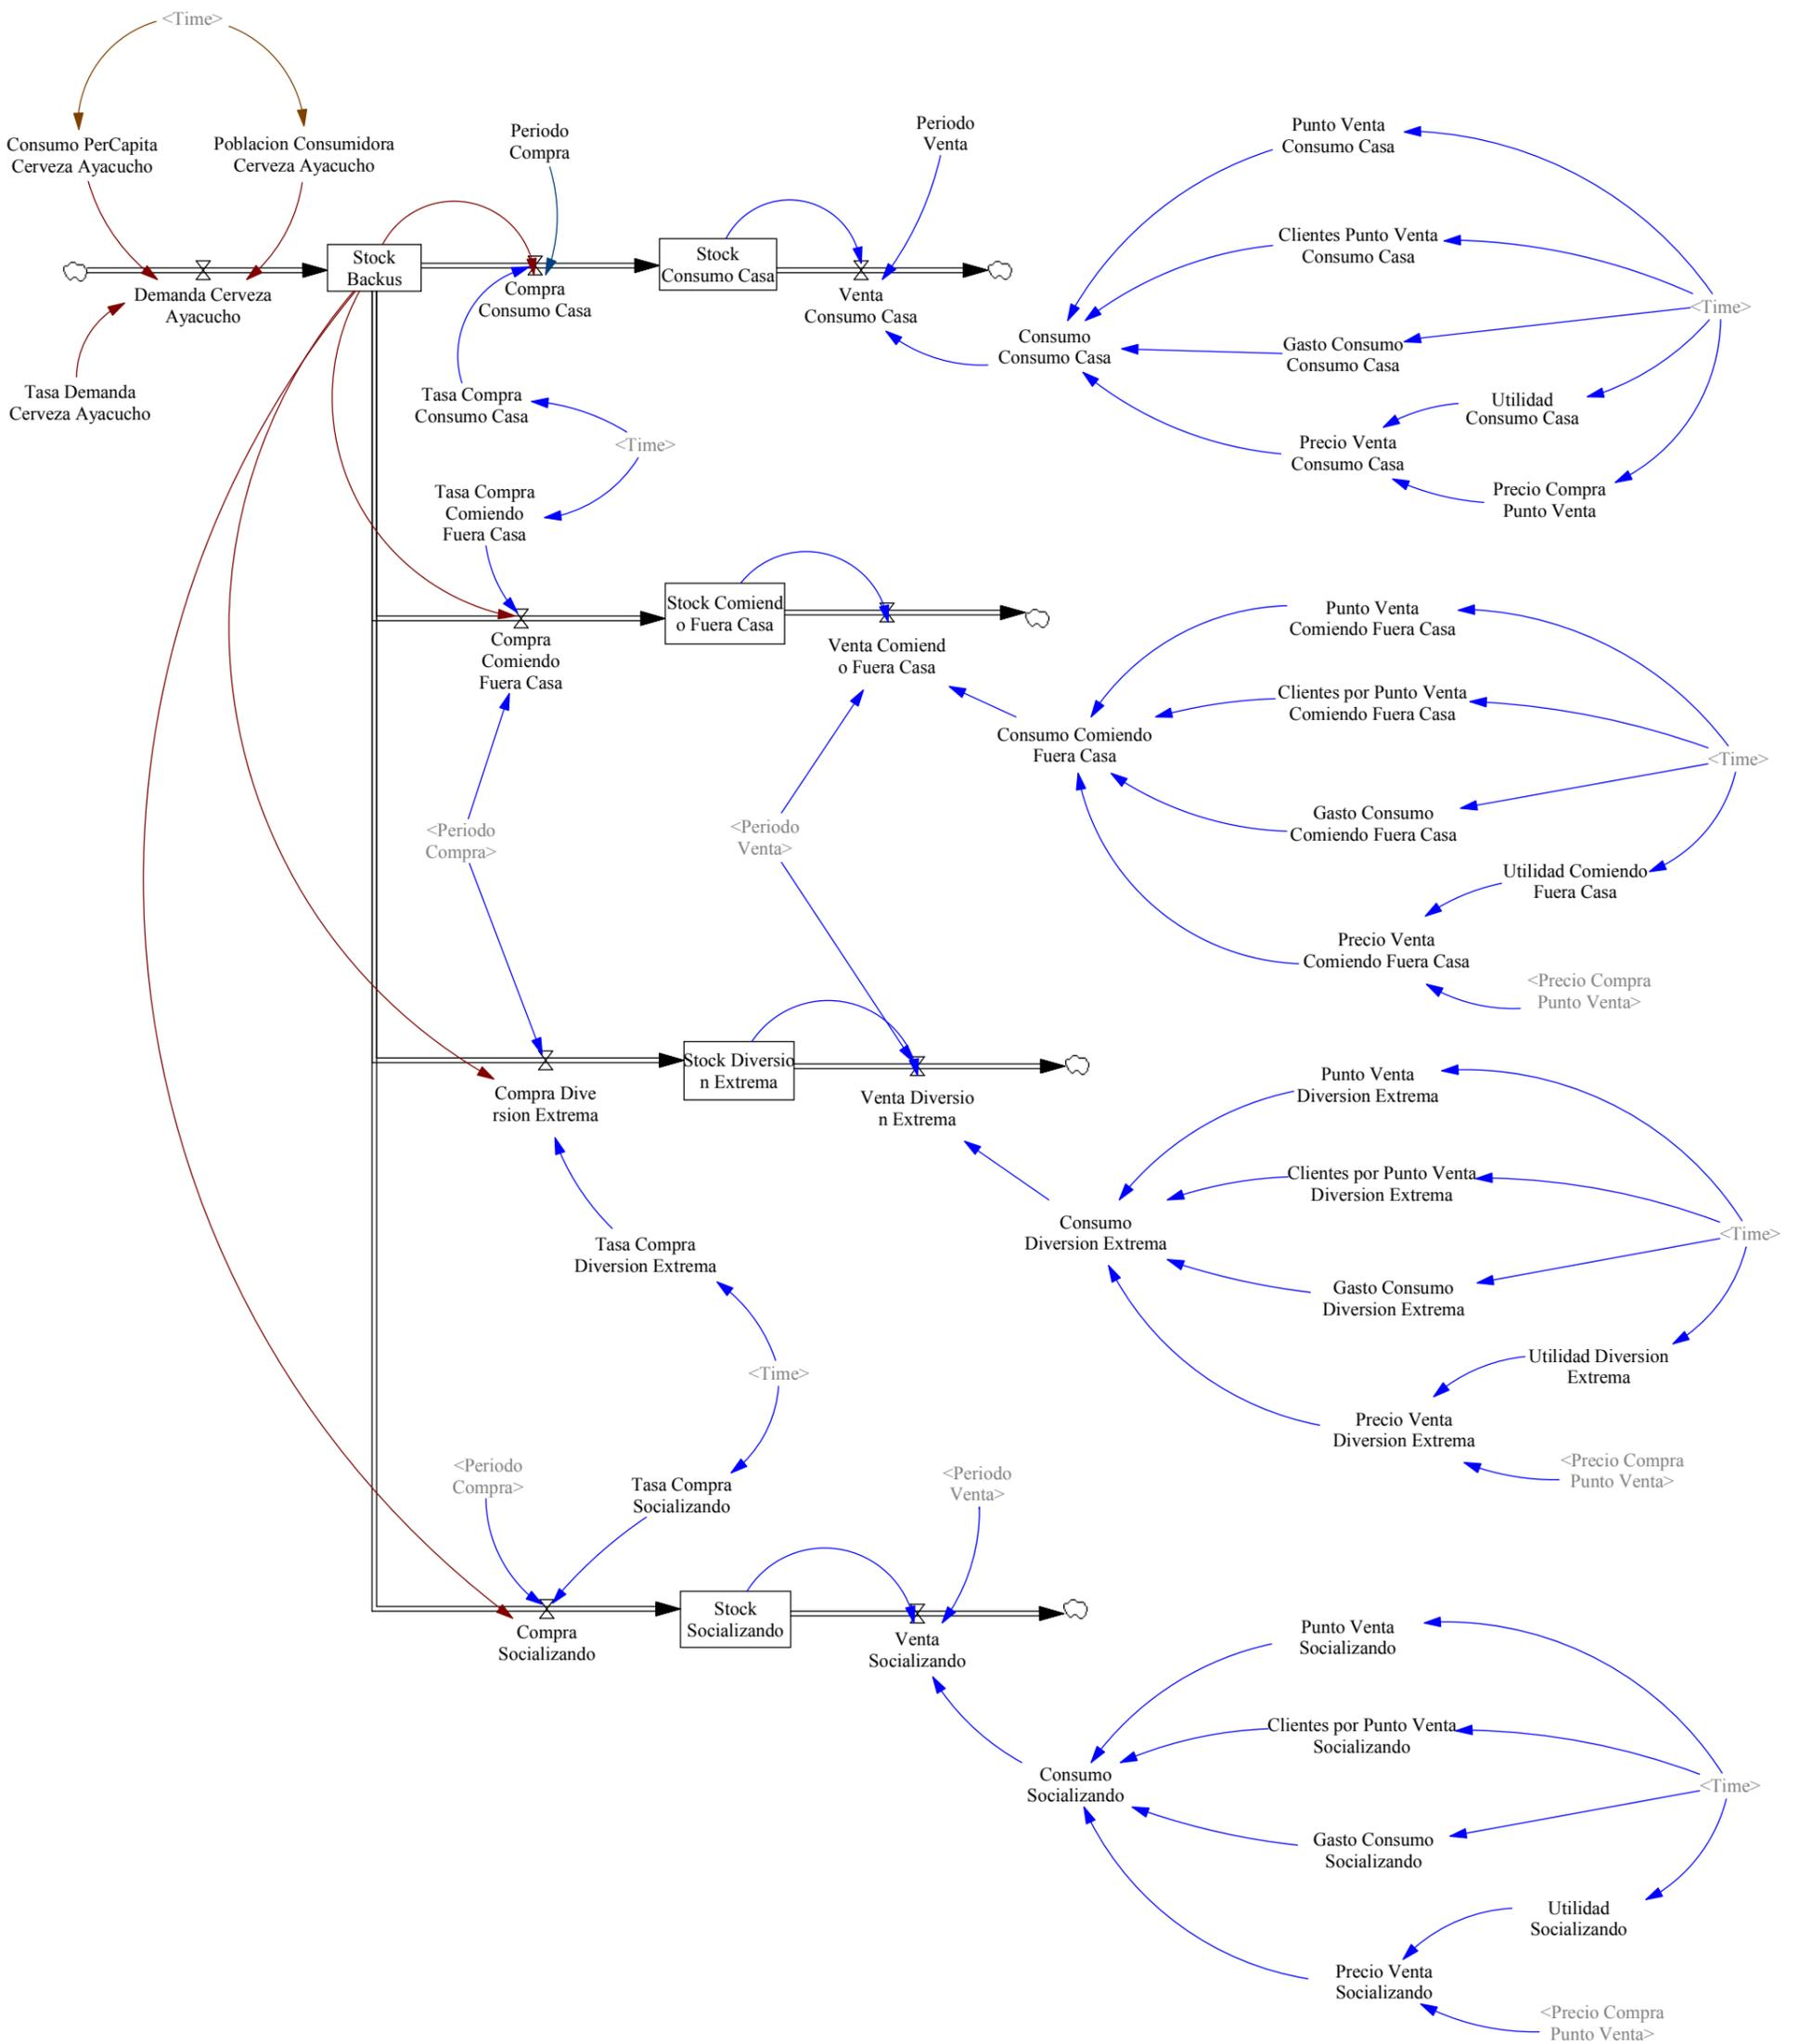 <Time>
Consumo PerCapita
Cerveza Ayacucho
Poblacion Consumidora
Cerveza Ayacucho
Periodo
Compra
Periodo
Venta
Punto Venta
Consumo Casa
Clientes Punto Venta
Consumo Casa
Stock
Backus
Stock
Consumo Casa
Demanda Cerveza
Ayacucho
Compra
Consumo Casa
Venta
Consumo Casa
<Time>
Consumo
Consumo Casa
Gasto Consumo
Consumo Casa
Tasa Demanda
Cerveza Ayacucho
Tasa Compra
Consumo Casa
Utilidad
Consumo Casa
<Time>
Precio Venta
Consumo Casa
Precio Compra
Punto Venta
Tasa Compra
Comiendo
Fuera Casa
Stock Comiend
o Fuera Casa
Compra
Comiendo
Fuera Casa
Venta Comiend
o Fuera Casa
Punto Venta
Comiendo Fuera Casa
Clientes por Punto Venta
Comiendo Fuera Casa
Consumo Comiendo
Fuera Casa
<Time>
Gasto Consumo
Comiendo Fuera Casa
<Periodo
Compra>
<Periodo
Venta>
Utilidad Comiendo
Fuera Casa
Precio Venta
Comiendo Fuera Casa
<Precio Compra
Punto Venta>
Stock Diversio
n Extrema
Compra Dive
rsion Extrema
Venta Diversio
n Extrema
Punto Venta
Diversion Extrema
Clientes por Punto Venta
Diversion Extrema
Consumo
Diversion Extrema
<Time>
Tasa Compra
Diversion Extrema
Gasto Consumo
Diversion Extrema
<Time>
Utilidad Diversion
Extrema
Precio Venta
Diversion Extrema
<Precio Compra
Punto Venta>
<Periodo
Compra>
Tasa Compra
Socializando
<Periodo
Venta>
Stock
Socializando
Compra
Socializando
Venta
Socializando
Punto Venta
Socializando
Clientes por Punto Venta
Socializando
Consumo
Socializando
<Time>
Gasto Consumo
Socializando
Utilidad
Socializando
Precio Venta
Socializando
<Precio Compra
Punto Venta>